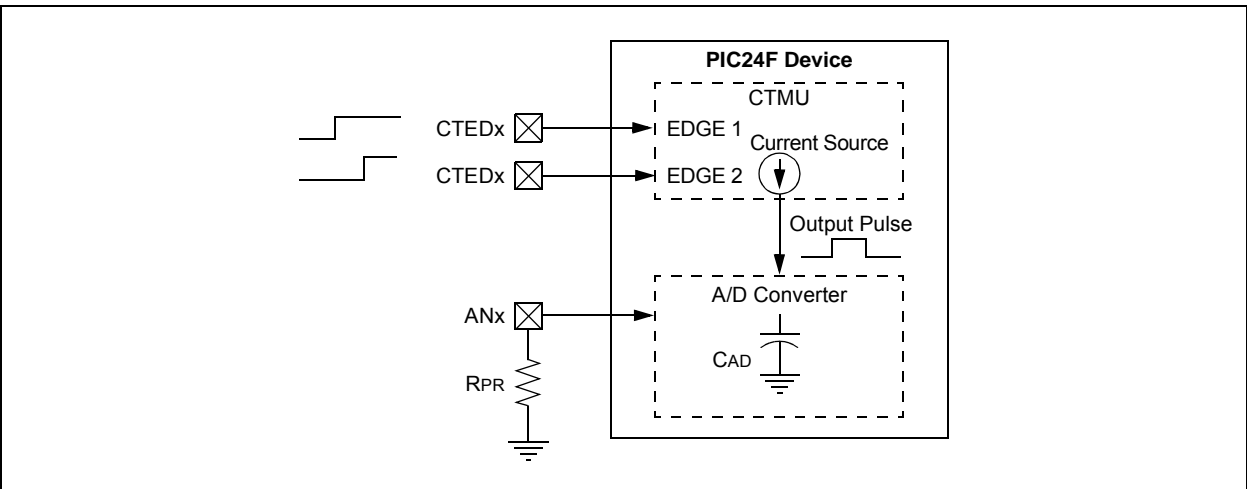 PIC24F Device
CTMU
CTEDx
EDGE 1
Current Source
CTEDx
EDGE 2
Output Pulse
A/D Converter
ANx
CAD
RPR